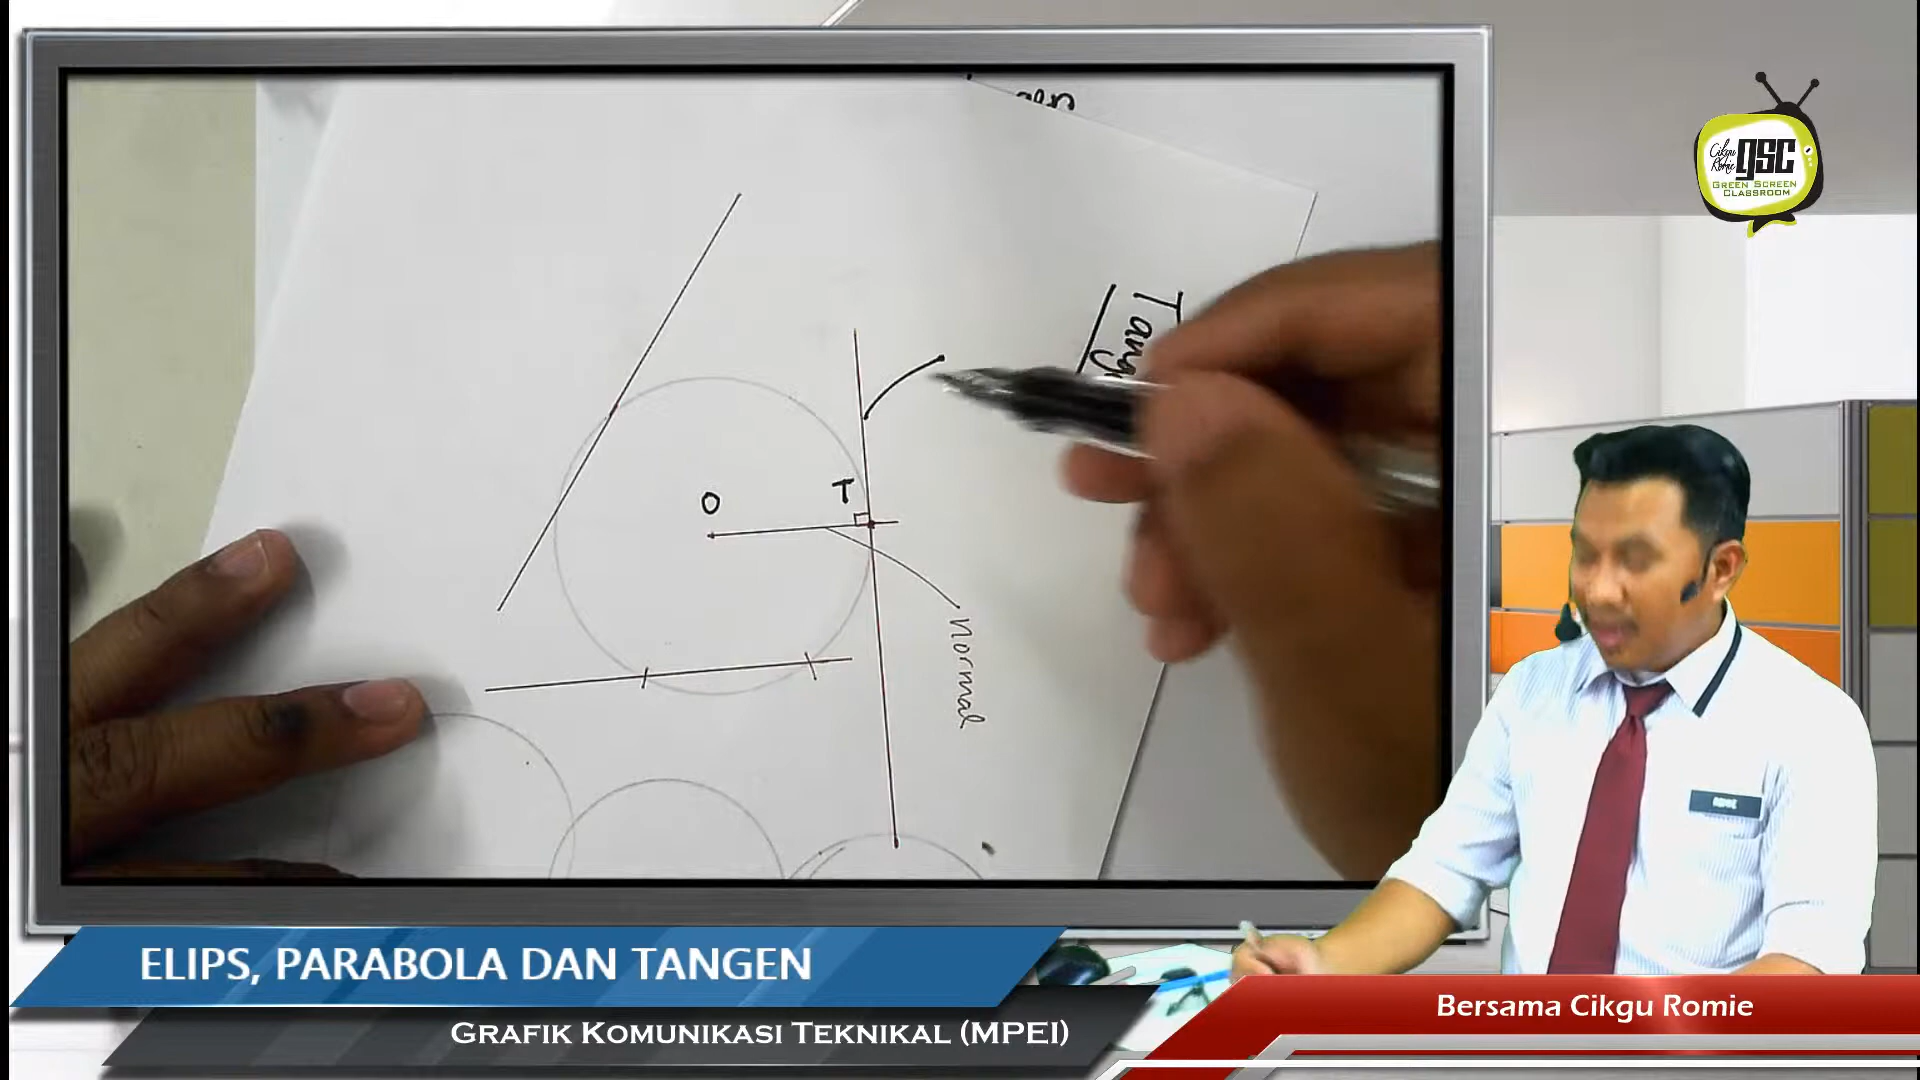 Cikgu
Romie GSC
GREEN SCREEN
CLASSROOM
O
T
Normal
ELIPS, PARABOLA DAN TANGEN
GRAFIK KOMUNIKASI TEKNIKAL (MPEI)
Bersama Cikgu Romie